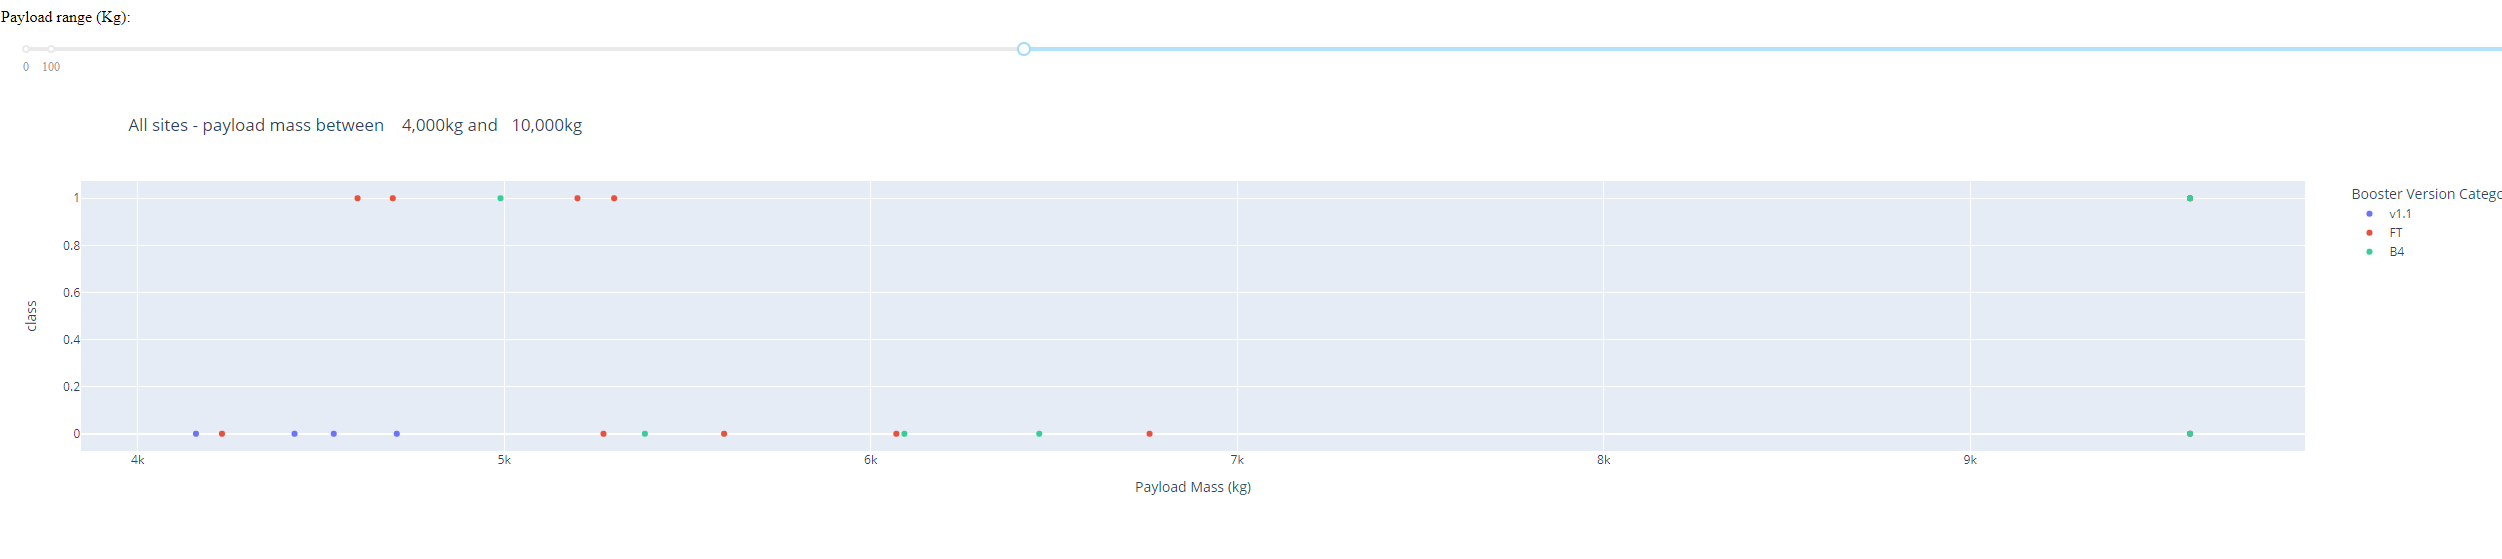 Payload range (Kg):
0 100
All sites - payload mass between 4,000kg and 10,000kg
1
0.8
0.6
0.4
0.2
0
class
4k 5k 6k 7k 8k 9k
Payload Mass (kg)
Booster Version Catego
v1.1
FT
B4